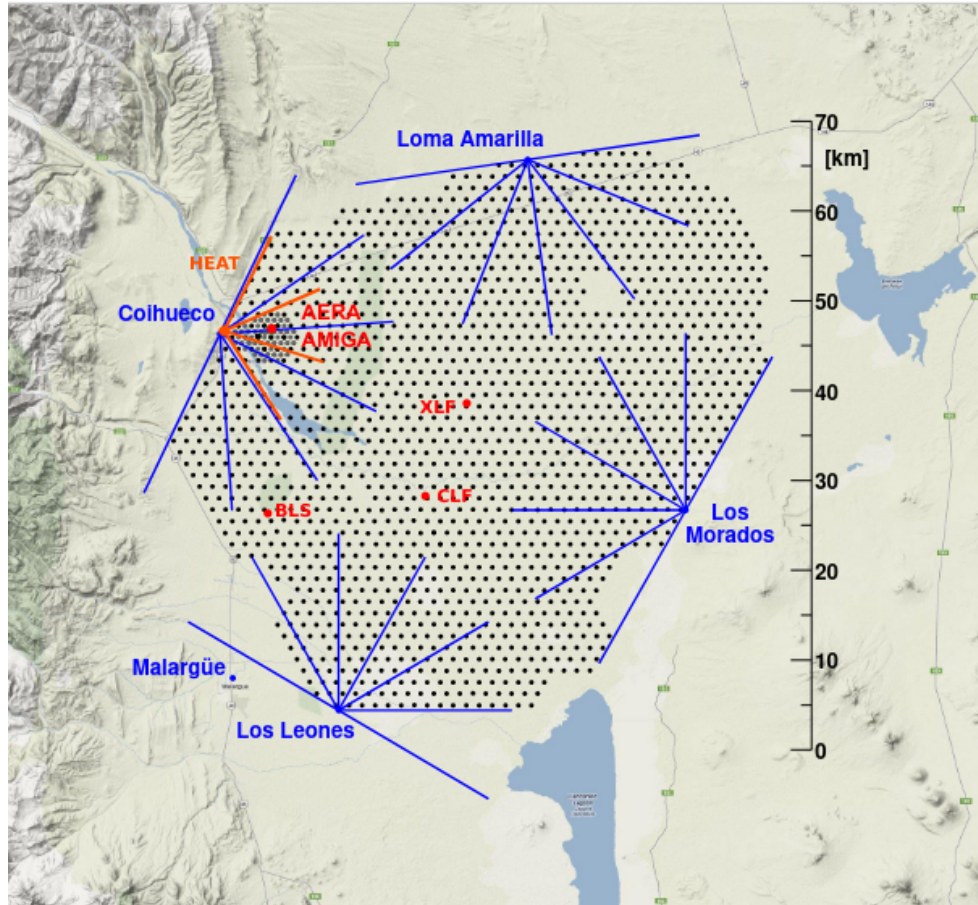 70
Loma Amarilla
[km]
60
HEAT
Coihueco
AERA
50
AMIGA
40
XLF
30
CLF
BLS
Los
Morados
20
Malargüe
10
Malargüe
Los Leones
0